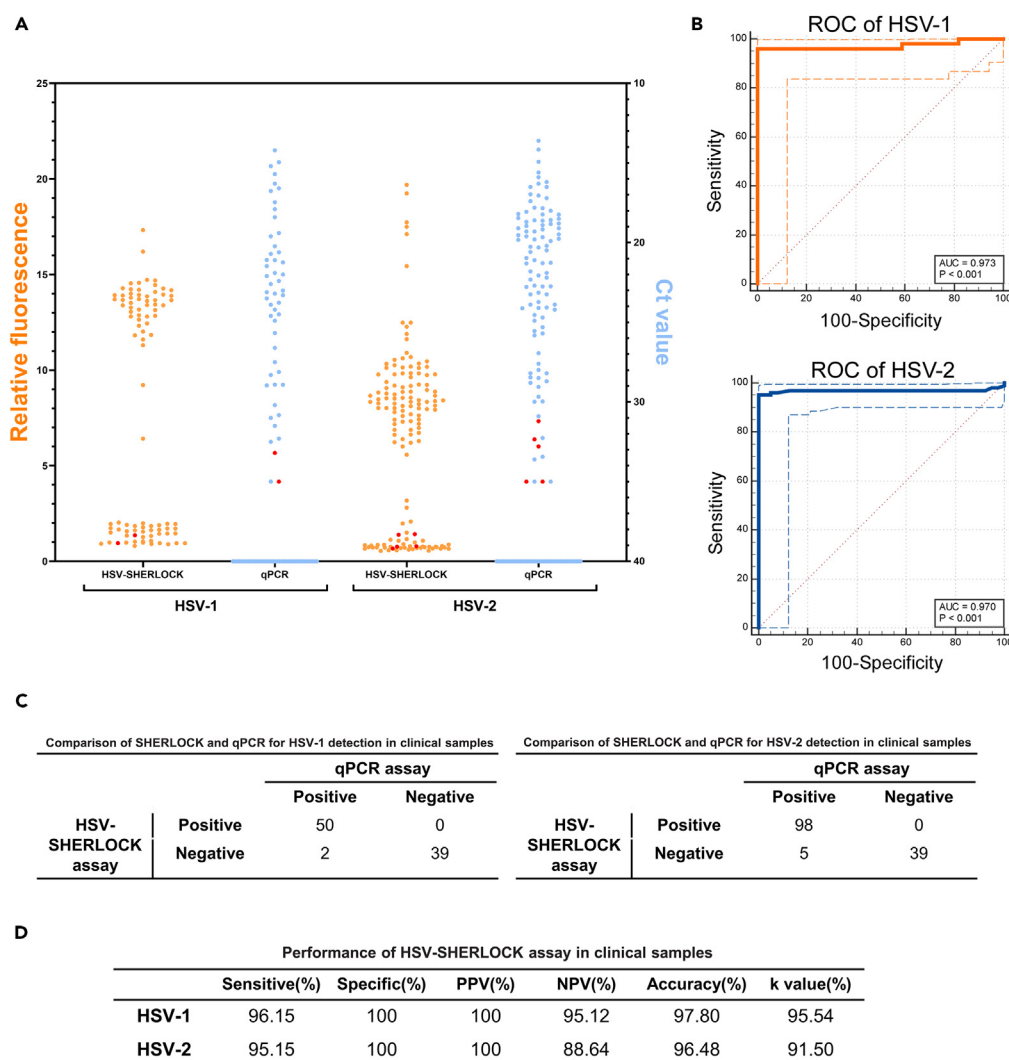 A
Relative fluorescence
25
20
15
10
5
0
10
20
30
40
Ct value
HSV-SHERLOCK
qPCR
HSV-SHERLOCK
qPCR
HSV-1
HSV-2
B
ROC of HSV-1
Sensitivity
100
80
60
40
20
0
AUC = 0.973
P < 0.001
0 20 40 60 80 100
100-Specificity
ROC of HSV-2
Sensitivity
100
80
60
40
20
0
AUC = 0.970
P < 0.001
0 20 40 60 80 100
100-Specificity
C
Comparison of SHERLOCK and qPCR for HSV-1 detection in clinical samples
qPCR assay
Positive Negative
HSV-SHERLOCK assay
Positive 50 0
Negative 2 39
Comparison of SHERLOCK and qPCR for HSV-2 detection in clinical samples
qPCR assay
Positive Negative
HSV-SHERLOCK assay
Positive 98 0
Negative 5 39
D
Performance of HSV-SHERLOCK assay in clinical samples
Sensitive(%) Specific(%) PPV(%) NPV(%) Accuracy(%) k value(%)
HSV-1 96.15 100 100 95.12 97.80 95.54
HSV-2 95.15 100 100 88.64 96.48 91.50